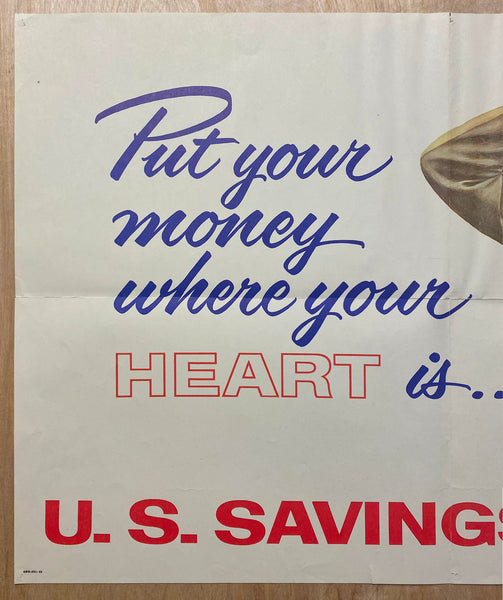 Put your
money
where your
HEART is..
U. S. SAVINGS